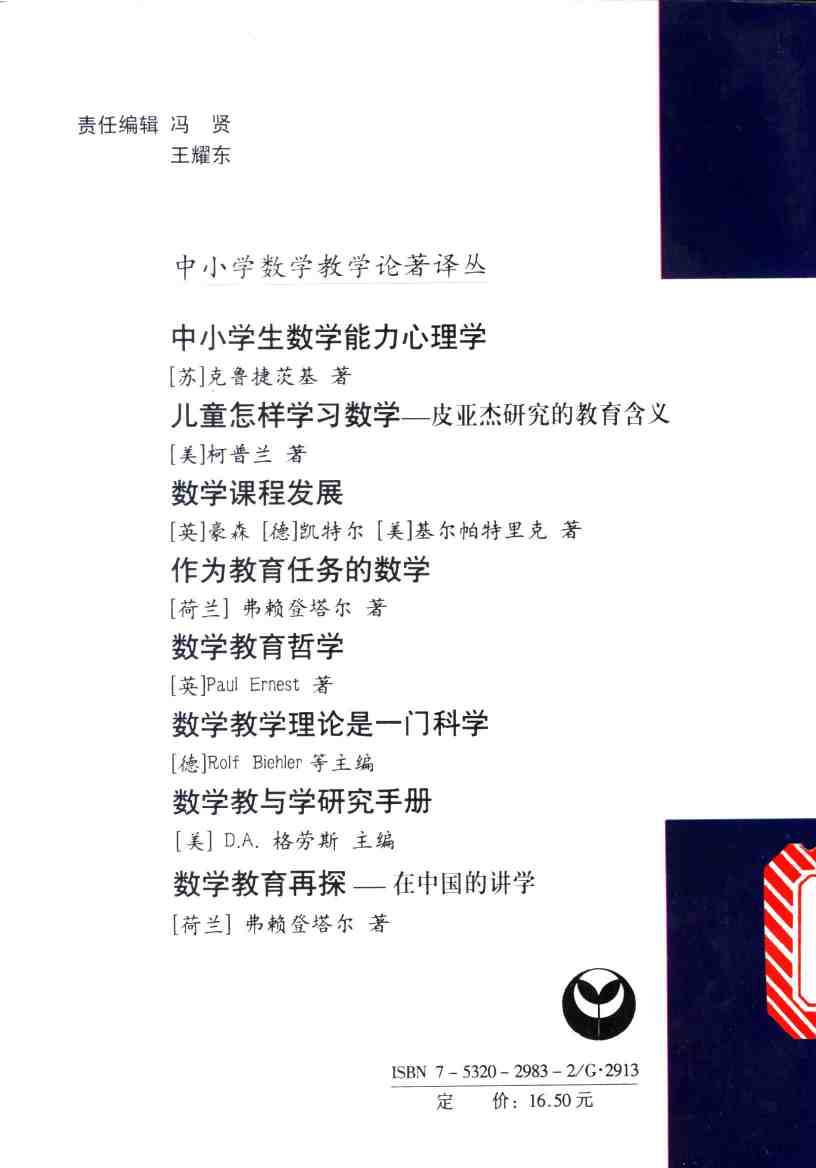 责任编辑 冯 贤
王耀东
中小学数学教学论著译丛
中小学生数学能力心理学
[苏]克鲁捷茨基 著
儿童怎样学习数学—皮亚杰研究的教育含义
[美]柯普兰 著
数学课程发展
[英]豪森 [德]凯特尔 [美]基尔帕特里克 著
作为教育任务的数学
[荷兰] 弗赖登塔尔 著
数学教育哲学
[英]Paul Ernest 著
数学教学理论是一门科学
[德]Rolf Biehler 等主编
数学教与学研究手册
[美] D.A. 格劳斯 主编
数学教育再探 — 在中国的讲学
[荷兰] 弗赖登塔尔 著
ISBN 7-5320-2983-2/G·2913
定 价: 16.50元